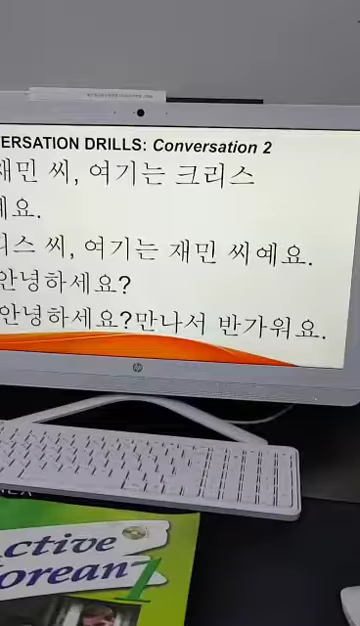 ERSATION DRILLS: Conversation 2
재민 씨, 여기는 크리스
예요.
리스 씨, 여기는 재민 씨예요.
안녕하세요?
안녕하세요?만나서 반가워요.
hp
ctive
orean 1